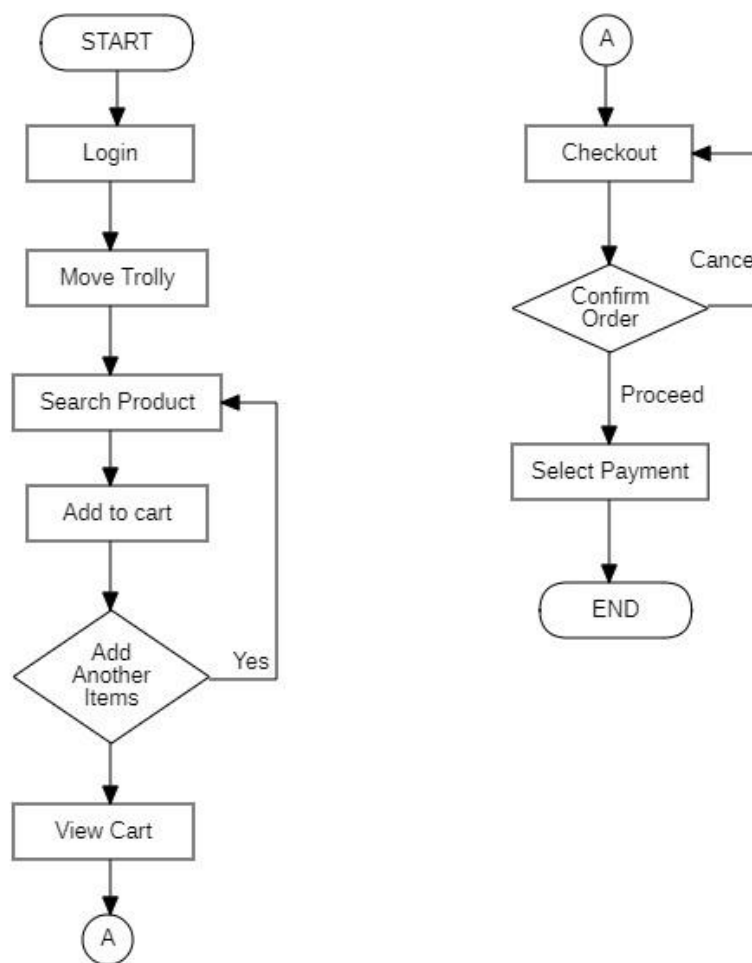 START
Login
Move Trolly
Search Product
Add to cart
Add
Another
Items
Yes
View Cart
A
A
Checkout
Confirm
Order
Cance
Proceed
Select Payment
END